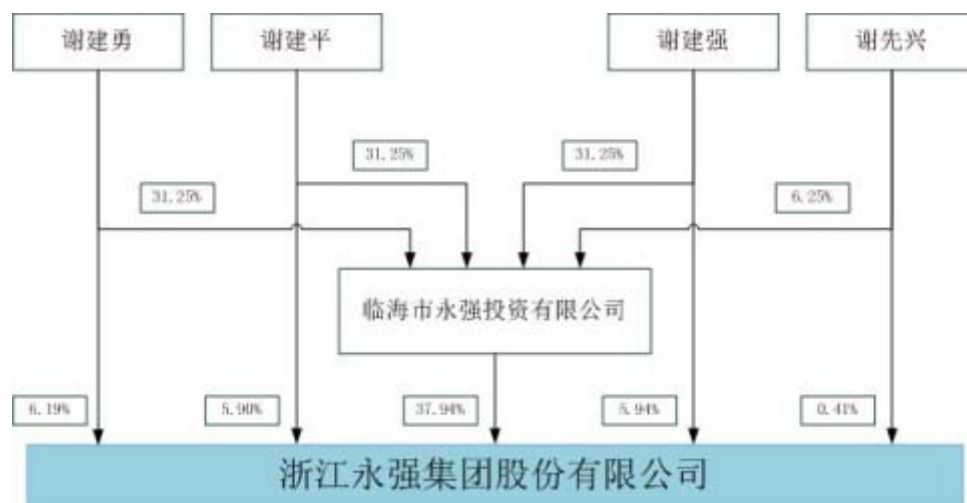 谢建勇
谢建平
谢建强
谢先兴
31.25%
31.25%
31.25%
6.25%
临海市永强投资有限公司
6.19%
5.90%
37.94%
5.94%
0.41%
浙江永强集团股份有限公司